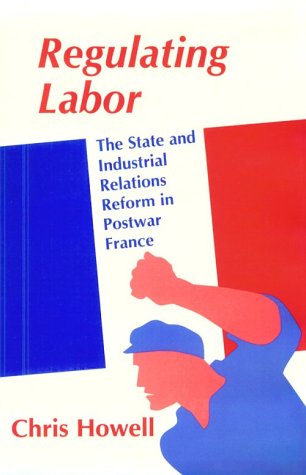 Regulating
Labor
The State and
Industrial
Relations
Reform in
Postwar
France
Chris Howell